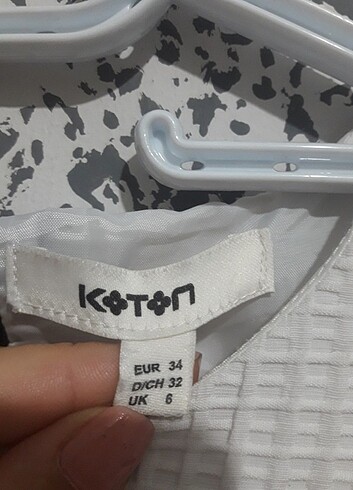 KOTON
EUR 34
D/CH 32
UK 6